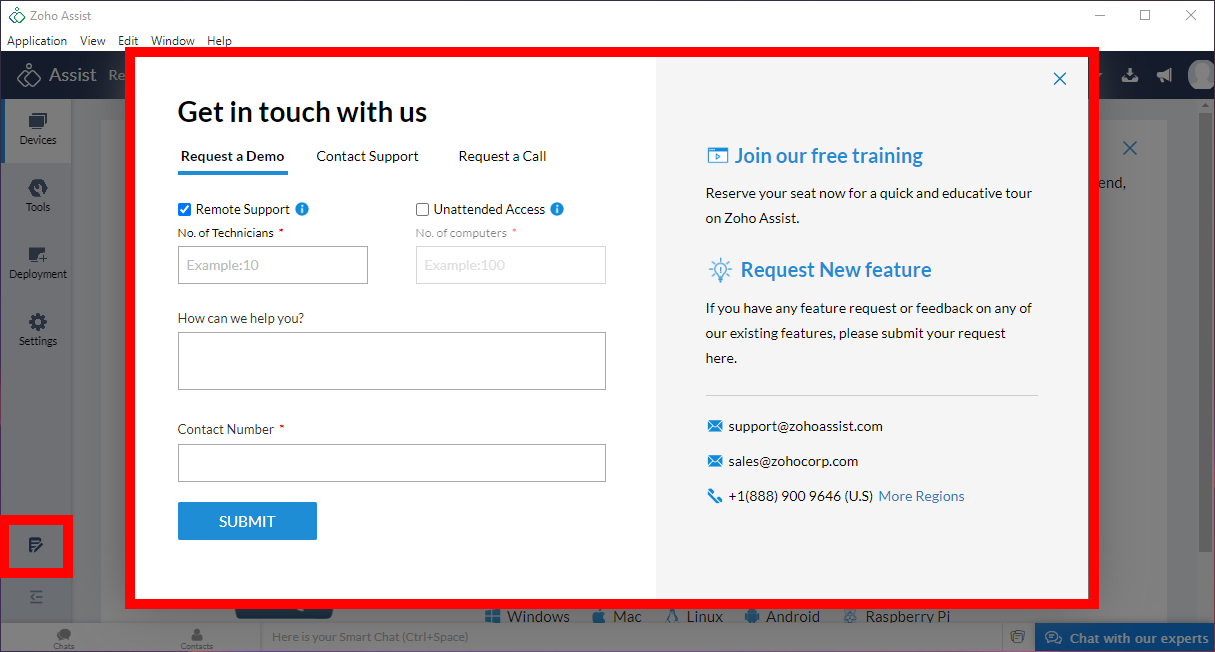 Zoho Assist
Application View Edit Window Help
Assist Re
Devices
Tools
Deployment
Settings
Get in touch with us
Request a Demo Contact Support Request a Call
Remote Support Unattended Access
No. of Technicians * No. of computers *
Example:10 Example:100
How can we help you?
Contact Number *
SUBMIT
Join our free training
Reserve your seat now for a quick and educative tour
on Zoho Assist.
Request New feature
If you have any feature request or feedback on any of
our existing features, please submit your request
here.
support@zohoassist.com
sales@zohocorp.com
+1(888) 900 9646 (U.S) More Regions
end,
Windows Mac Linux Android Raspberry Pi
Chats Contacts Here is your Smart Chat (Ctrl+Space) Chat with our experts